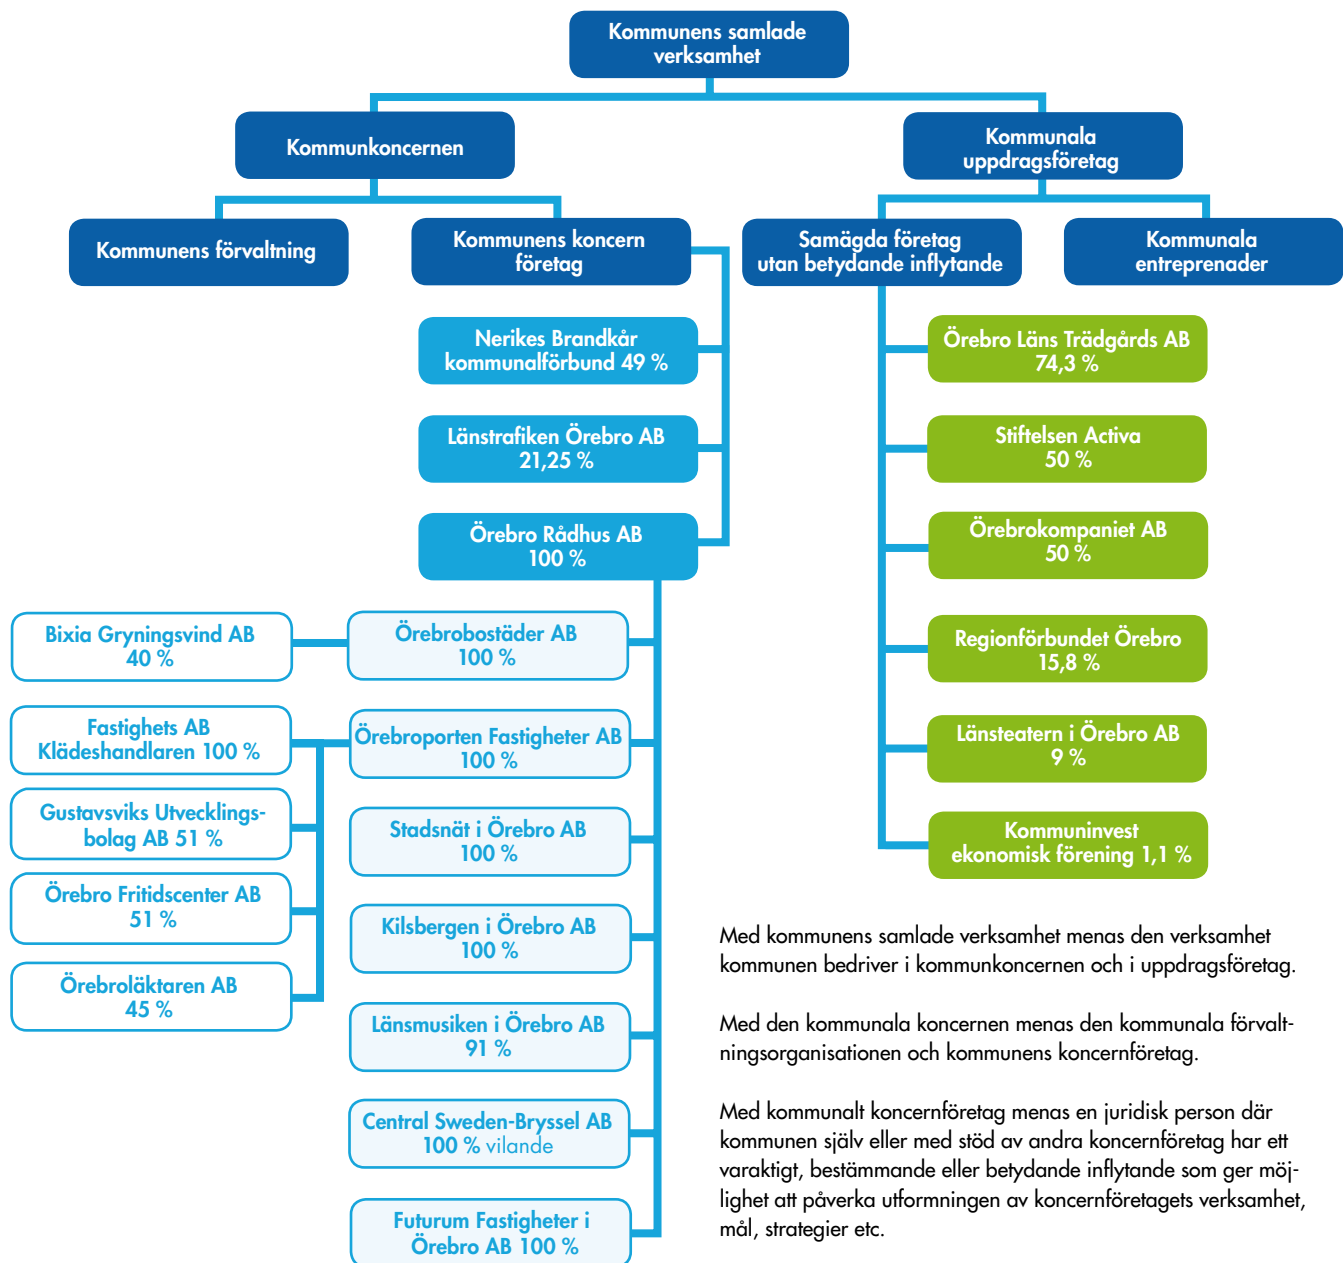 Kommunens samlade
verksamhet
Kommunkoncernen
Kommunala
uppdragsföretag
Kommunens förvaltning
Kommunens koncern
företag
Samägda företag
utan betydande inflytande
Kommunala
entreprenader
Nerikes Brandkår
kommunalförbund 49 %
Länstrafiken Örebro AB
21,25 %
Örebro Rådhus AB
100 %
Örebro Läns Trädgårds AB
74,3 %
Stiftelsen Activa
50 %
Örebrokompaniet AB
50 %
Regionförbundet Örebro
15,8 %
Länsteatern i Örebro AB
9 %
Kommuninvest
ekonomisk förening 1,1 %
Bixia Gryningsvind AB
40 %
Fastighets AB
Klädeshandlaren 100 %
Gustavsviks Utvecklings-
bolag AB 51 %
Örebro Fritidscenter AB
51 %
Örebroläktaren AB
45 %
Örebrobostäder AB
100 %
Örebroporten Fastigheter AB
100 %
Stadsnät i Örebro AB
100 %
Kilsbergen i Örebro AB
100 %
Länsmusiken i Örebro AB
91 %
Central Sweden-Bryssel AB
100 % vilande
Futurum Fastigheter i
Örebro AB 100 %
Med kommunens samlade verksamhet menas den verksamhet
kommunen bedriver i kommunkoncernen och i uppdragsföretag.
Med den kommunala koncernen menas den kommunala förvalt-
ningsorganisationen och kommunens koncernföretag.
Med kommunalt koncernföretag menas en juridisk person där
kommunen själv eller med stöd av andra koncernföretag har ett
varaktigt, bestämmande eller betydande inflytande som ger möj-
lighet att påverka utformningen av koncernföretagets verksamhet,
mål, strategier etc.